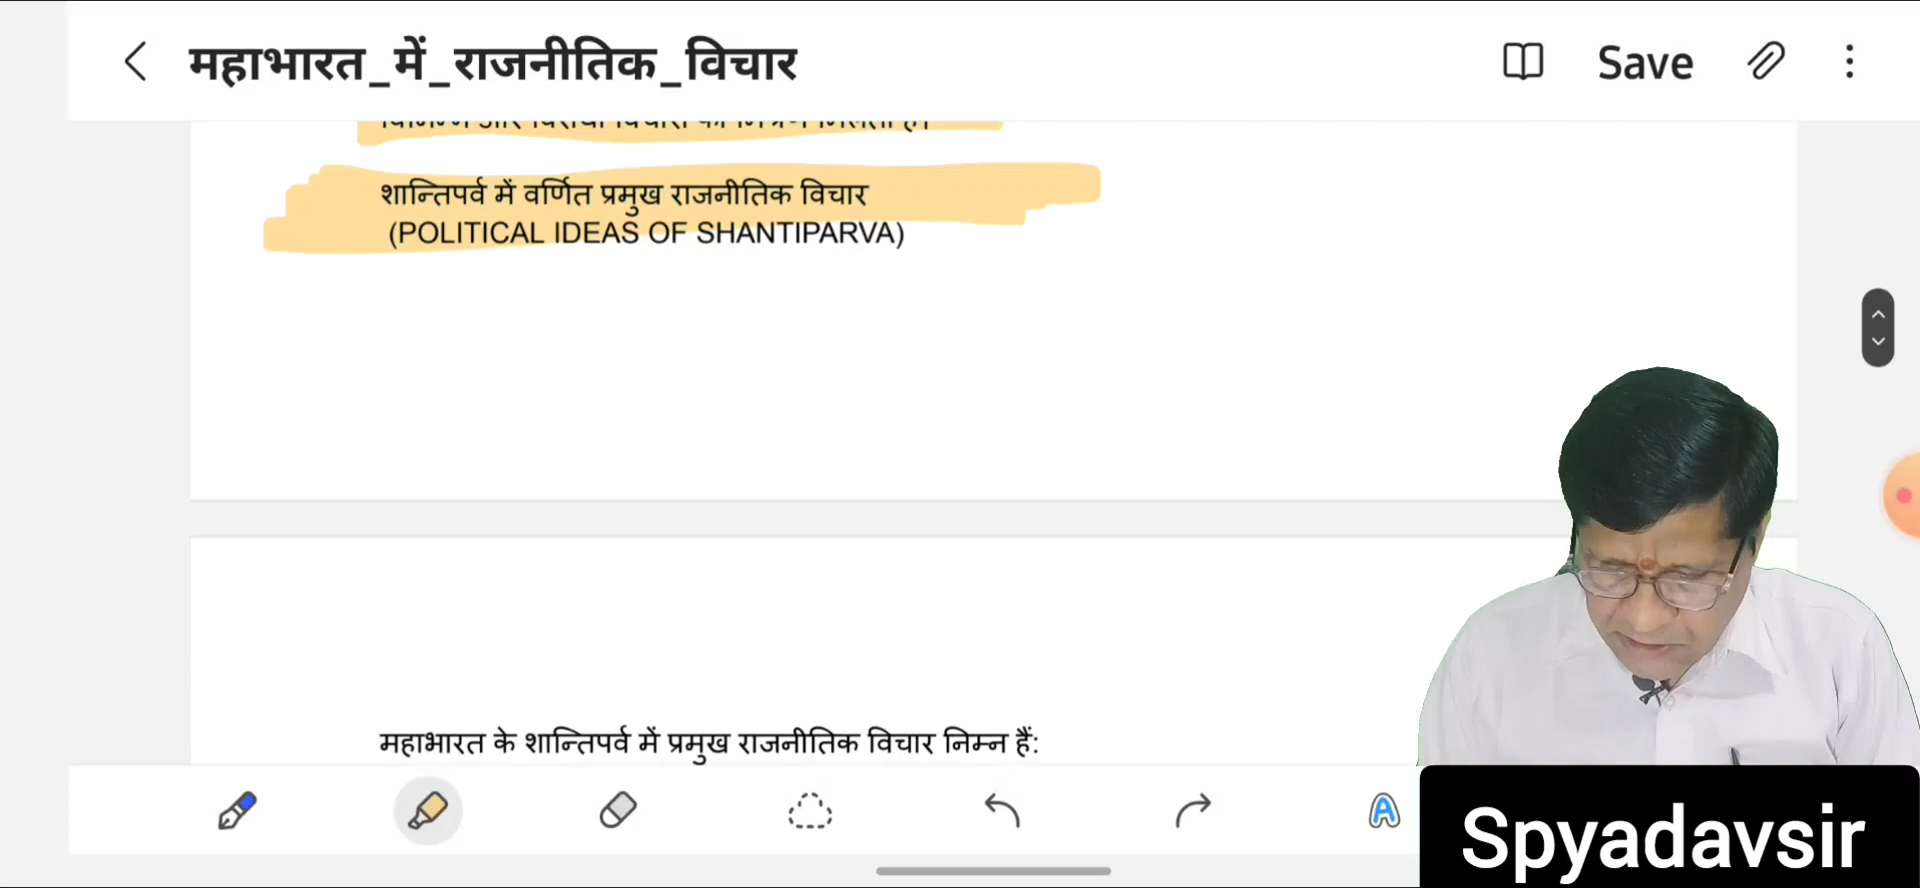 महाभारत_में_राजनीतिक_विचार
Save
शान्तिपर्व में वर्णित प्रमुख राजनीतिक विचार
(POLITICAL IDEAS OF SHANTIPARVA)
महाभारत के शान्तिपर्व में प्रमुख राजनीतिक विचार निम्न हैं:
A
Spyadavsir